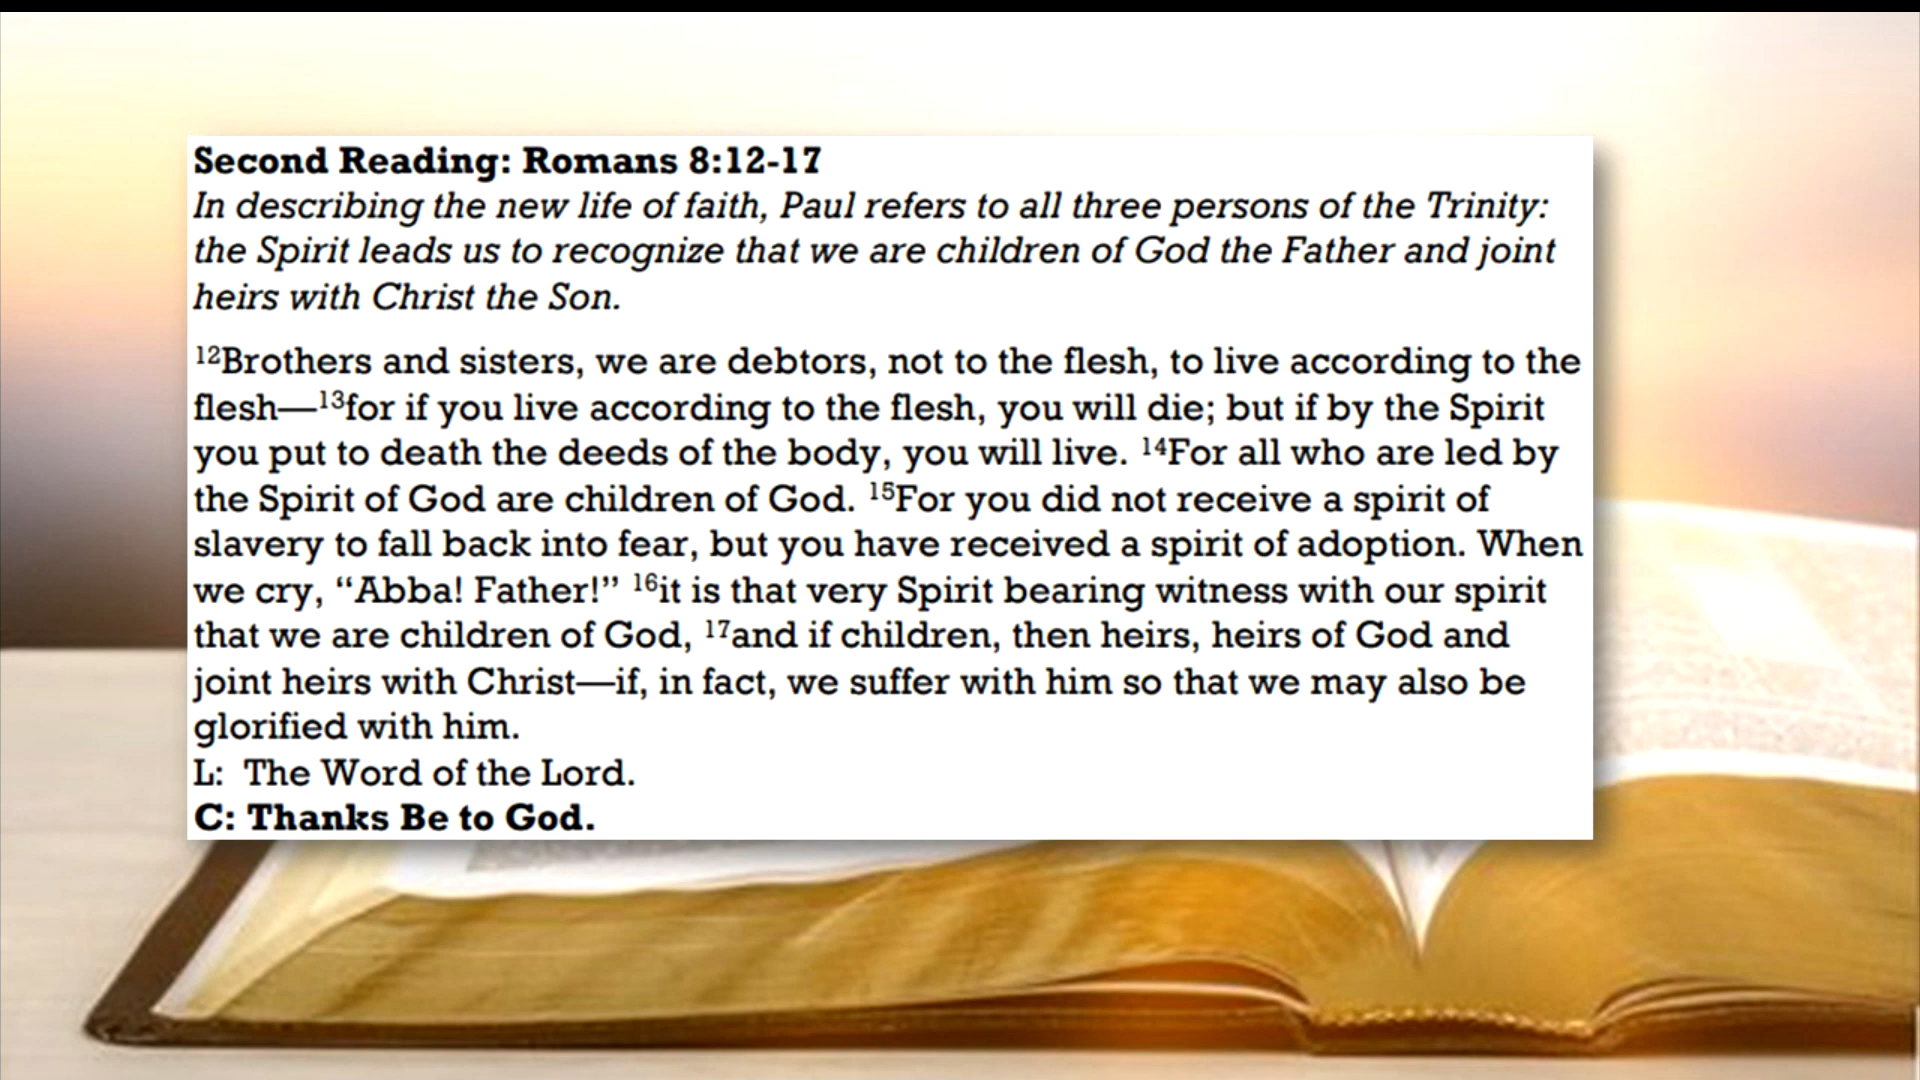 Second Reading: Romans 8:12-17
In describing the new life of faith, Paul refers to all three persons of the Trinity:
the Spirit leads us to recognize that we are children of God the Father and joint
heirs with Christ the Son.
¹²Brothers and sisters, we are debtors, not to the flesh, to live according to the
flesh—¹³for if you live according to the flesh, you will die; but if by the Spirit
you put to death the deeds of the body, you will live. ¹⁴For all who are led by
the Spirit of God are children of God. ¹⁵For you did not receive a spirit of
slavery to fall back into fear, but you have received a spirit of adoption. When
we cry, “Abba! Father!” ¹⁶it is that very Spirit bearing witness with our spirit
that we are children of God, ¹⁷and if children, then heirs, heirs of God and
joint heirs with Christ—if, in fact, we suffer with him so that we may also be
glorified with him.
L:  The Word of the Lord.
C: Thanks Be to God.